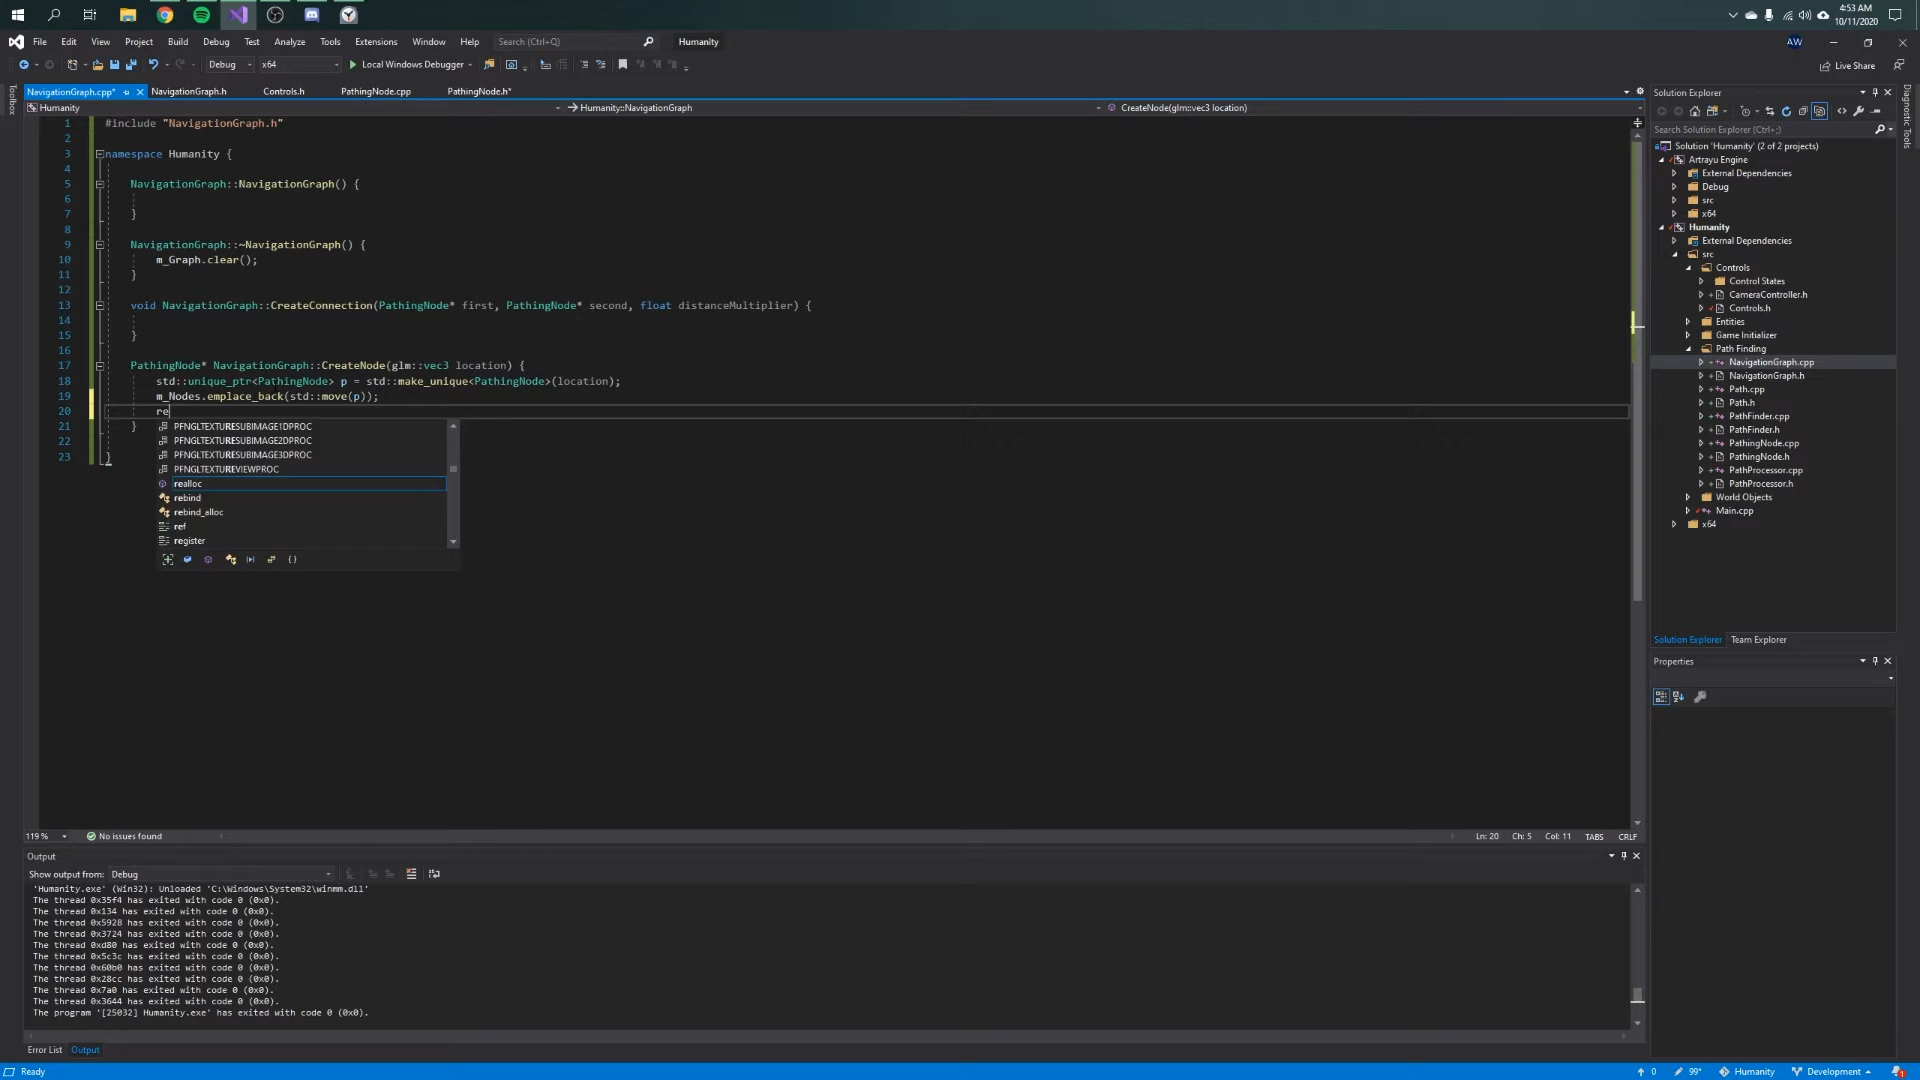 4:53 AM
10/11/2020
File Edit View Project Build Debug Test Analyze Tools Extensions Window Help Search (Ctrl+Q) Humanity AW
Debug x64 Local Windows Debugger Live Share
NavigationGraph.cpp* NavigationGraph.h Controls.h PathingNode.cpp PathingNode.h*
Humanity Humanity::NavigationGraph CreateNode(glm::vec3 location)
1 #include "NavigationGraph.h"
2
3 namespace Humanity {
4
5 NavigationGraph::NavigationGraph() {
6
7 }
8
9 NavigationGraph::~NavigationGraph() {
10 m_Graph.clear();
11 }
12
13 void NavigationGraph::CreateConnection(PathingNode* first, PathingNode* second, float distanceMultiplier) {
14
15 }
16
17 PathingNode* NavigationGraph::CreateNode(glm::vec3 location) {
18 std::unique_ptr<PathingNode> p = std::make_unique<PathingNode>(location);
19 m_Nodes.emplace_back(std::move(p));
20 re
21 }
22
23 }
PFNGLTEXTURESUBIMAGE1DPROC
PFNGLTEXTURESUBIMAGE2DPROC
PFNGLTEXTURESUBIMAGE3DPROC
PFNGLTEXTUREVIEWPROC
realloc
rebind
rebind_alloc
ref
register
119 % No issues found Ln: 20 Ch: 5 Col: 11 TABS CRLF
Output
Show output from: Debug
'Humanity.exe' (Win32): Unloaded 'C:\Windows\System32\winmm.dll'
The thread 0x35f4 has exited with code 0 (0x0).
The thread 0x134 has exited with code 0 (0x0).
The thread 0x5928 has exited with code 0 (0x0).
The thread 0x3724 has exited with code 0 (0x0).
The thread 0xd80 has exited with code 0 (0x0).
The thread 0x5c3c has exited with code 0 (0x0).
The thread 0x60b0 has exited with code 0 (0x0).
The thread 0x28cc has exited with code 0 (0x0).
The thread 0x7a0 has exited with code 0 (0x0).
The thread 0x3644 has exited with code 0 (0x0).
The program '[25032] Humanity.exe' has exited with code 0 (0x0).
Error List Output
Ready 0 99+ Humanity Development 1
Toolbox
Solution Explorer
Search Solution Explorer (Ctrl+;)
Solution 'Humanity' (2 of 2 projects)
Artrayu Engine
External Dependencies
Debug
src
x64
Humanity
External Dependencies
src
Controls
Control States
CameraController.h
Controls.h
Entities
Game Initializer
Path Finding
NavigationGraph.cpp
NavigationGraph.h
Path.cpp
Path.h
PathFinder.cpp
PathFinder.h
PathingNode.cpp
PathingNode.h
PathProcessor.cpp
PathProcessor.h
World Objects
Main.cpp
x64
Solution Explorer Team Explorer
Properties
Diagnostic Tools